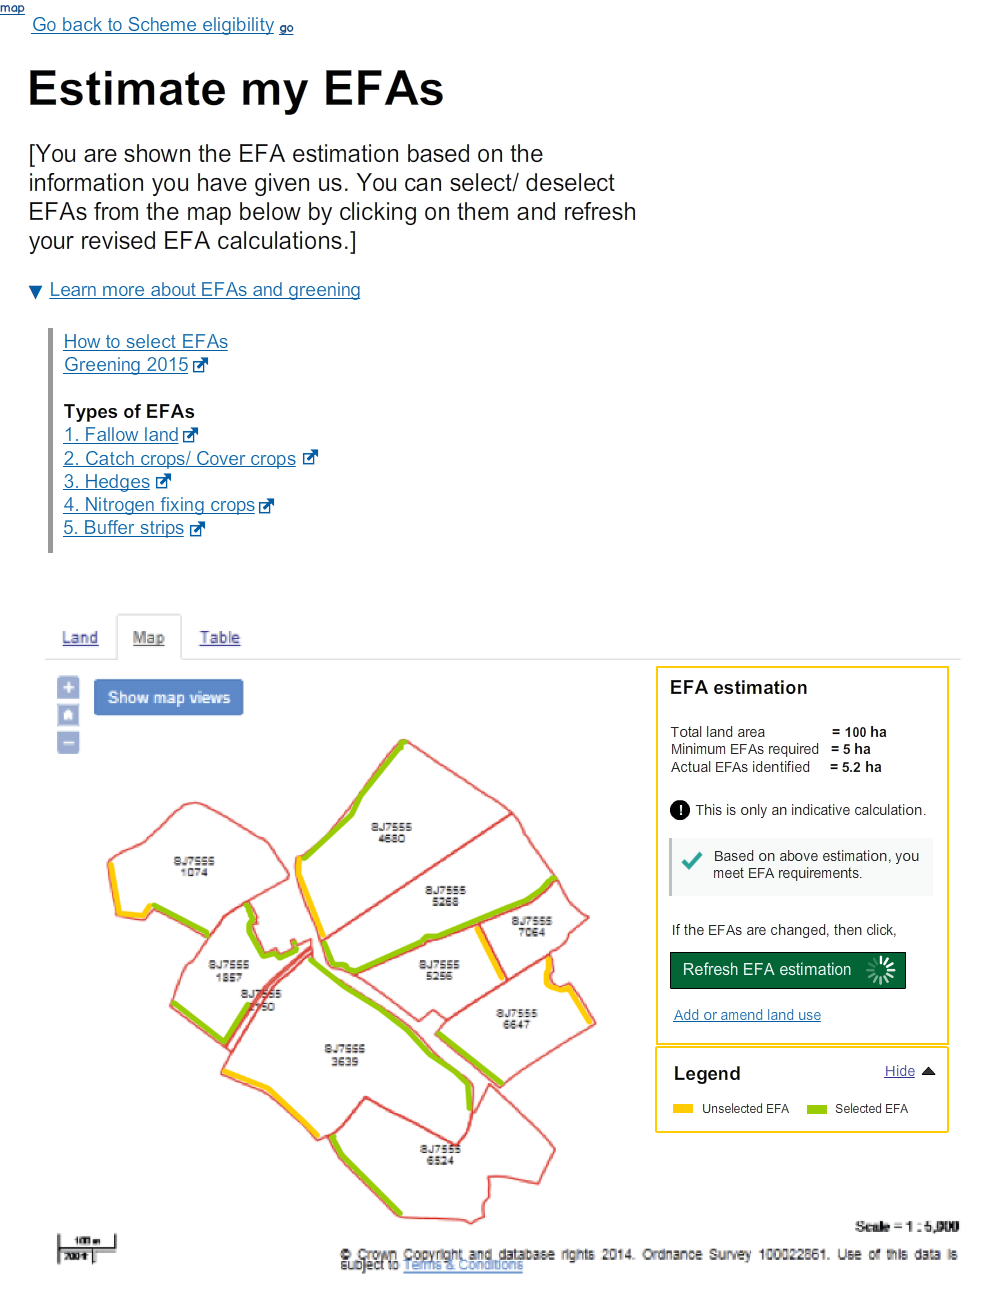 map
Go back to Scheme eligibility go
Estimate my EFAs
[You are shown the EFA estimation based on the
information you have given us. You can select/ deselect
EFAs from the map below by clicking on them and refresh
your revised EFA calculations.]
▼ Learn more about EFAs and greening
How to select EFAs
Greening 2015
Types of EFAs
1. Fallow land
2. Catch crops/ Cover crops
3. Hedges
4. Nitrogen fixing crops
5. Buffer strips
Land Map Table
Show map views
EFA estimation
Total land area = 100 ha
Minimum EFAs required = 5 ha
Actual EFAs identified = 5.2 ha
! This is only an indicative calculation.
Based on above estimation, you
meet EFA requirements.
If the EFAs are changed, then click,
Refresh EFA estimation
Add or amend land use
Legend Hide
Unselected EFA Selected EFA
SJ7555
4680
SJ7555
1074
SJ7555
5268
SJ7555
7064
SJ7555
1857
SJ7555
5256
SJ7555
2150
SJ7555
6647
SJ7555
3639
SJ7555
6524
Scale = 1 : 5,000
100 m
200 ft
© Crown Copyright and database rights 2014. Ordnance Survey 100022861. Use of this data is
subject to Terms & Conditions